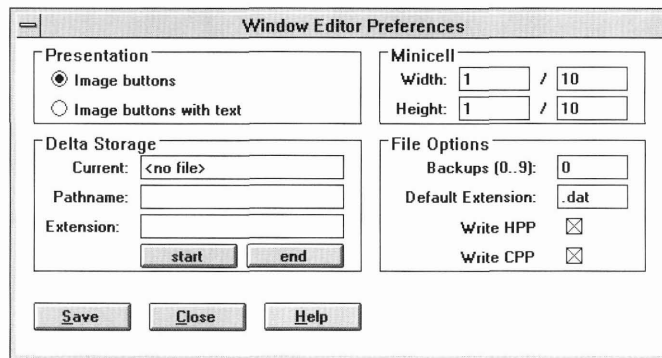 Window Editor Preferences
Presentation
Image buttons
Image buttons with text
Minicell
Width: 1 / 10
Height: 1 / 10
Delta Storage
Current: <no file>
Pathname:
Extension:
start end
File Options
Backups (0..9): 0
Default Extension: .dat
Write HPP
Write CPP
Save Close Help